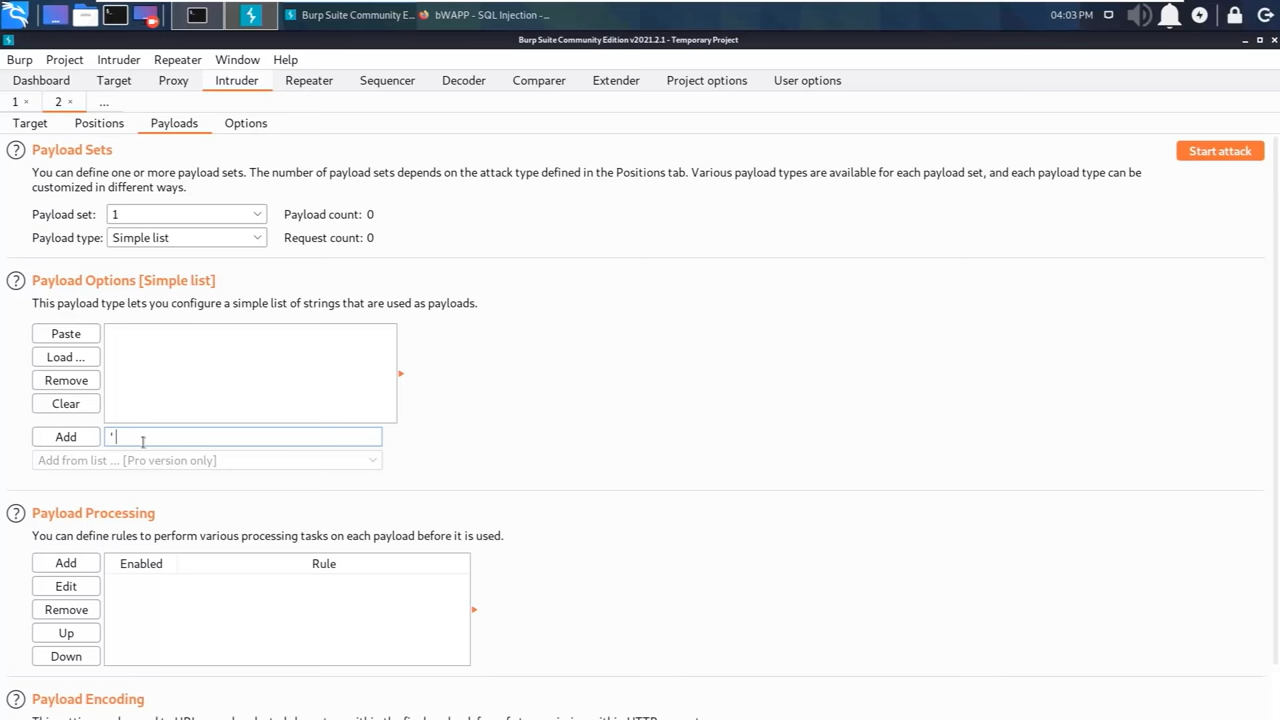 Burp Suite Community E... bWAPP - SQL Injection -... 04:03 PM
Burp Suite Community Edition v2021.2.1 - Temporary Project
Burp Project Intruder Repeater Window Help
Dashboard Target Proxy Intruder Repeater Sequencer Decoder Comparer Extender Project options User options
1 × 2 × ...
Target Positions Payloads Options
? Payload Sets Start attack
You can define one or more payload sets. The number of payload sets depends on the attack type defined in the Positions tab. Various payload types are available for each payload set, and each payload type can be
customized in different ways.
Payload set: 1 Payload count: 0
Payload type: Simple list Request count: 0
? Payload Options [Simple list]
This payload type lets you configure a simple list of strings that are used as payloads.
Paste
Load ...
Remove
Clear
Add '
Add from list ... [Pro version only]
? Payload Processing
You can define rules to perform various processing tasks on each payload before it is used.
Add Enabled Rule
Edit
Remove
Up
Down
? Payload Encoding